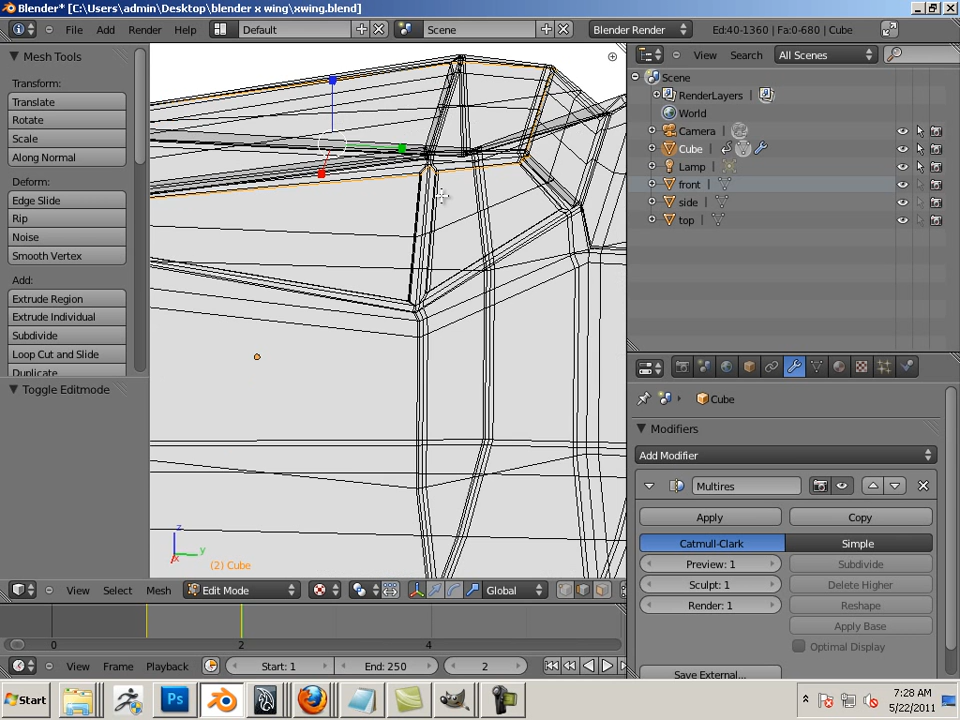 Blender* [C:\Users\admin\Desktop\blender x wing\xwing.blend]
File Add Render Help Default Scene Blender Render Ed:40-1360 | Fa:0-680 | Cube
Mesh Tools
Transform:
Translate
Rotate
Scale
Along Normal
Deform:
Edge Slide
Rip
Noise
Smooth Vertex
Add:
Extrude Region
Extrude Individual
Subdivide
Loop Cut and Slide
Duplicate
Toggle Editmode
z
y
x
(2) Cube
View Select Mesh Edit Mode Global
0 2 4
View Frame Playback Start: 1 End: 250 2
View Search All Scenes
Scene
RenderLayers
World
Camera
Cube
Lamp
front
side
top
Cube
Modifiers
Add Modifier
Multires
Apply Copy
Catmull-Clark Simple
Preview: 1 Subdivide
Sculpt: 1 Delete Higher
Render: 1 Reshape
Apply Base
Optimal Display
Save External...
Start Ps 7:28 AM
5/22/2011